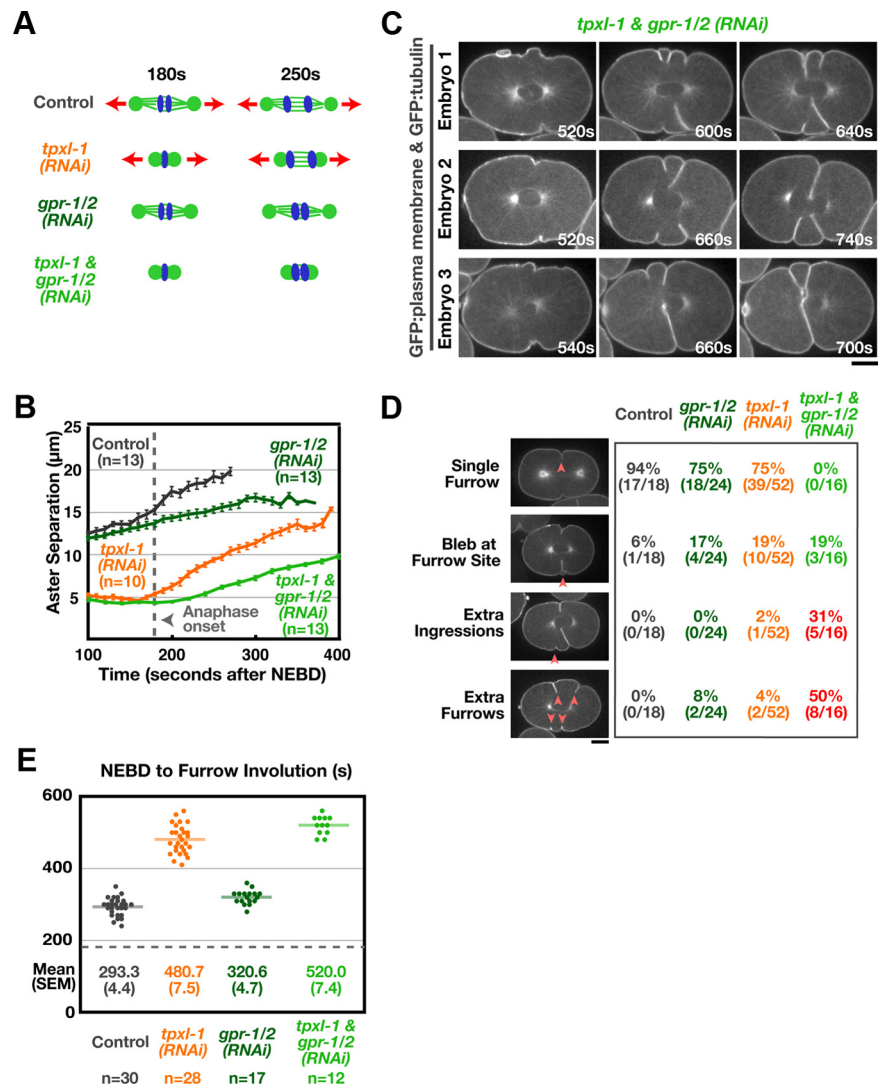 A
180s 250s
Control
tpxl-1
(RNAi)
gpr-1/2
(RNAi)
tpxl-1 &
gpr-1/2
(RNAi)
B
Aster Separation (µm)
25
20
15
10
5
Control
(n=13)
gpr-1/2
(RNAi)
(n=13)
tpxl-1
(RNAi)
(n=10)
tpxl-1 &
gpr-1/2
(RNAi)
(n=13)
Anaphase
onset
100 200 300 400
Time (seconds after NEBD)
C
tpxl-1 & gpr-1/2 (RNAi)
GFP:plasma membrane & GFP:tubulin
Embryo 1
520s 600s 640s
Embryo 2
520s 660s 740s
Embryo 3
540s 660s 700s
D
Control
gpr-1/2
(RNAi)
tpxl-1
(RNAi)
tpxl-1 &
gpr-1/2
(RNAi)
Single
Furrow
94% 75% 75% 0%
(17/18) (18/24) (39/52) (0/16)
Bleb at
Furrow Site
6% 17% 19% 19%
(1/18) (4/24) (10/52) (3/16)
Extra
Ingressions
0% 0% 2% 31%
(0/18) (0/24) (1/52) (5/16)
Extra
Furrows
0% 8% 4% 50%
(0/18) (2/24) (2/52) (8/16)
E
NEBD to Furrow Involution (s)
600
400
200
0
Mean
(SEM)
293.3 480.7 320.6 520.0
(4.4) (7.5) (4.7) (7.4)
Control
tpxl-1
(RNAi)
gpr-1/2
(RNAi)
tpxl-1 &
gpr-1/2
(RNAi)
n=30 n=28 n=17 n=12